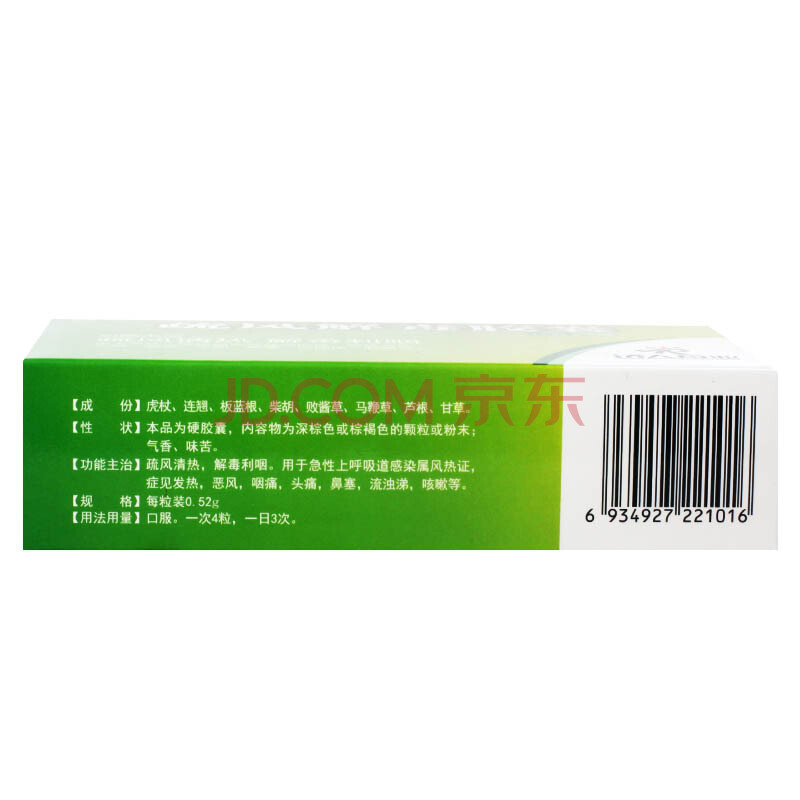 JD.COM 京东
【成 份】虎杖、连翘、板蓝根、柴胡、败酱草、马鞭草、芦根、甘草。
【性 状】本品为硬胶囊，内容物为深棕色或棕褐色的颗粒或粉末；
气香、味苦。
【功能主治】疏风清热，解毒利咽。用于急性上呼吸道感染属风热证，
症见发热，恶风，咽痛，头痛，鼻塞，流浊涕，咳嗽等。
【规 格】每粒装0.52g
【用法用量】口服。一次4粒，一日3次。
6 934927 221016